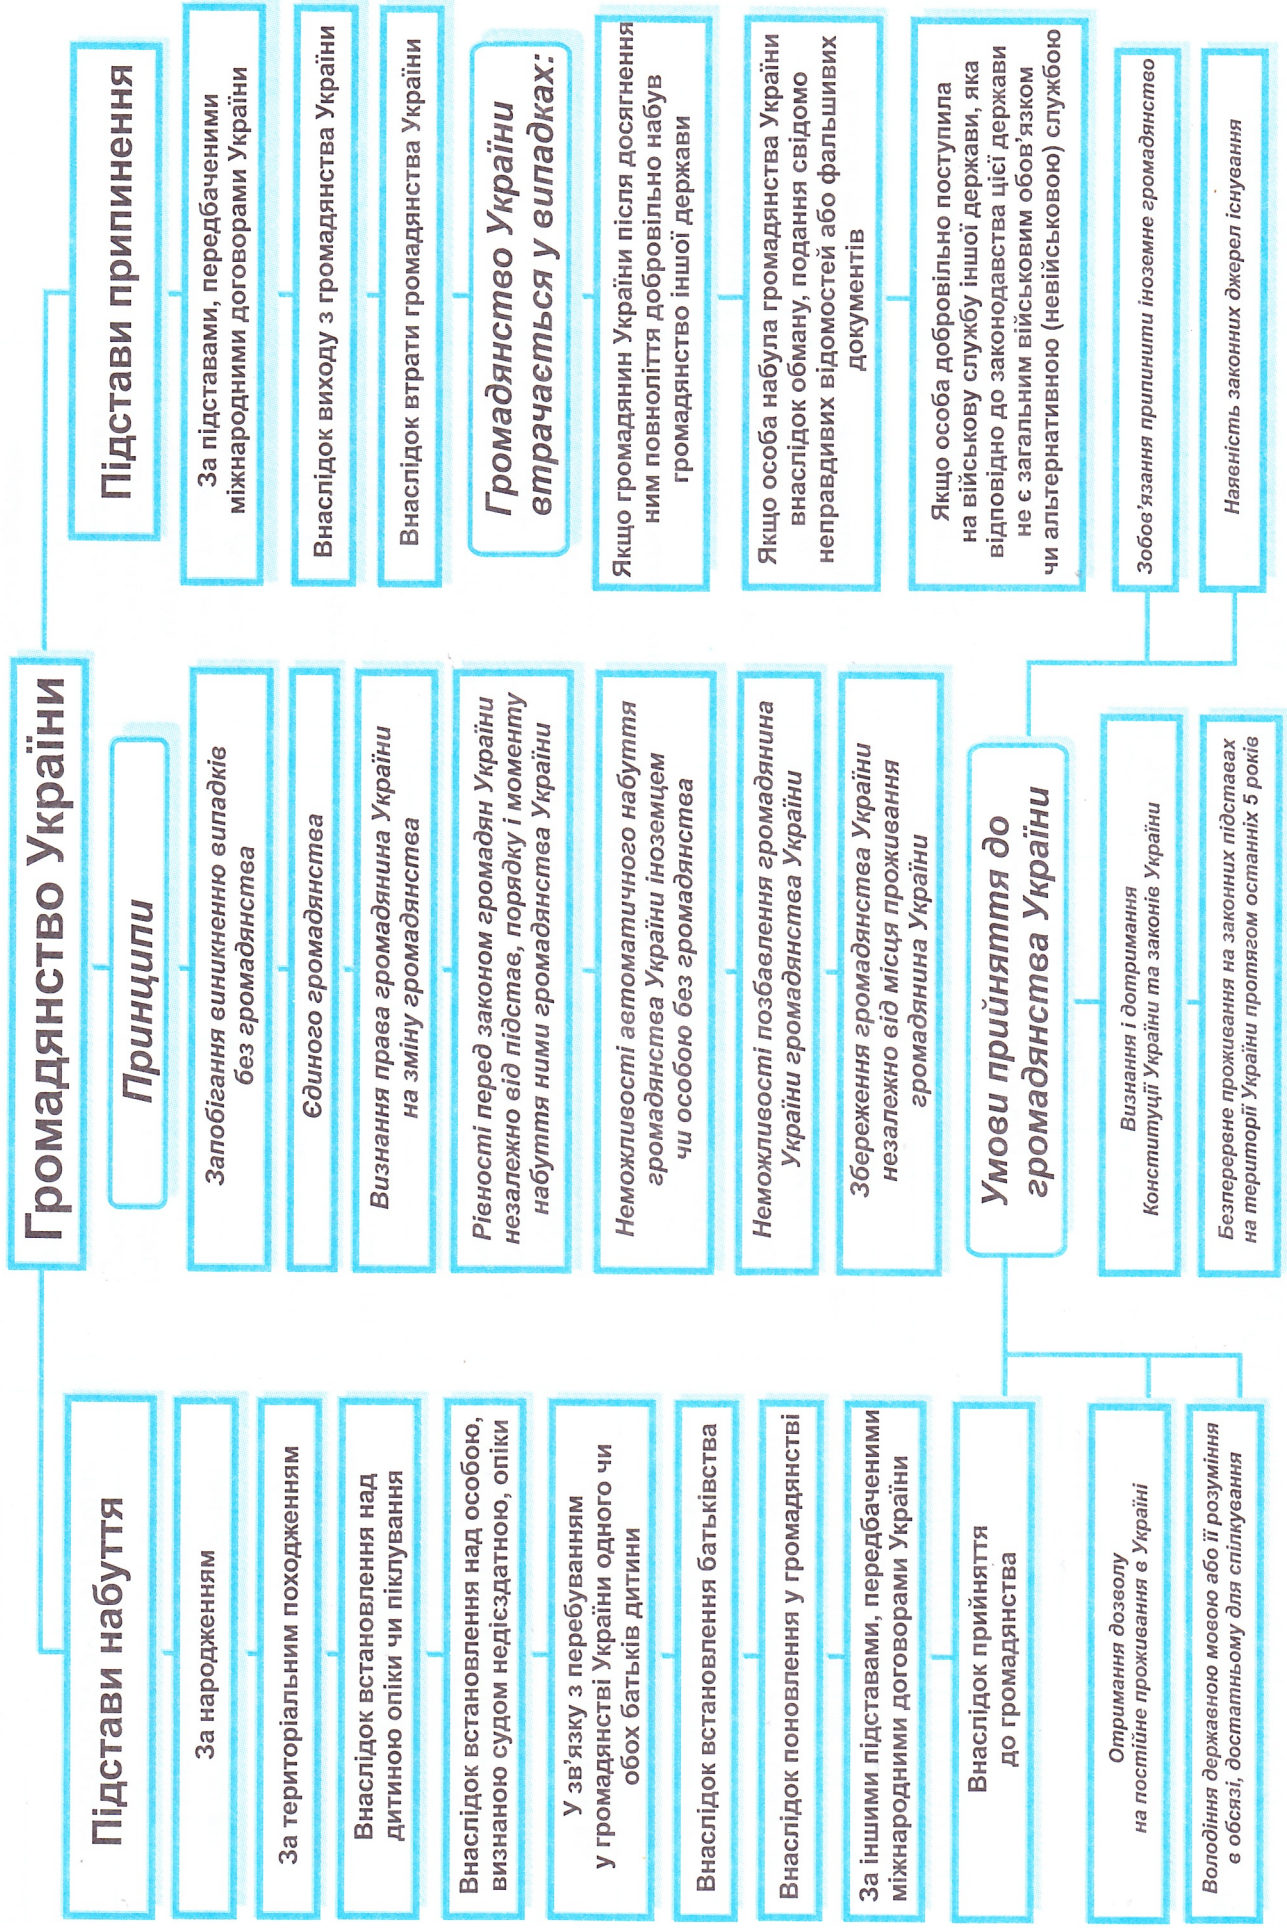 Громадянство України
Підстави набуття
За народженням
За територіальним походженням
Внаслідок встановлення над
дитиною опіки чи піклування
Внаслідок встановлення над особою,
визнаною судом недієздатною, опіки
У зв'язку з перебуванням
у громадянстві України одного чи
обох батьків дитини
Внаслідок встановлення батьківства
Внаслідок поновлення у громадянстві
За іншими підставами, передбаченими
міжнародними договорами України
Внаслідок прийняття
до громадянства
Принципи
Запобігання виникненню випадків
без громадянства
Єдиного громадянства
Визнання права громадянина України
на зміну громадянства
Рівності перед законом громадян України
незалежно від підстав, порядку і моменту
набуття ними громадянства України
Неможливості автоматичного набуття
громадянства України іноземцем
чи особою без громадянства
Неможливості позбавлення громадянина
України громадянства України
Збереження громадянства України
незалежно від місця проживання
громадянина України
Підстави припинення
За підставами, передбаченими
міжнародними договорами України
Внаслідок виходу з громадянства України
Внаслідок втрати громадянства України
Громадянство України
втрачається у випадках:
Якщо громадянин України після досягнення
ним повноліття добровільно набув
громадянство іншої держави
Якщо особа набула громадянства України
внаслідок обману, подання свідомо
неправдивих відомостей або фальшивих
документів
Якщо особа добровільно поступила
на військову службу іншої держави, яка
відповідно до законодавства цієї держави
не є загальним військовим обов'язком
чи альтернативною (невійськовою) службою
Умови прийняття до
громадянства України
Отримання дозволу
на постійне проживання в Україні
Володіння державною мовою або її розуміння
в обсязі, достатньому для спілкування
Визнання і дотримання
Конституції України та законів України
Безперервне проживання на законних підставах
на території України протягом останніх 5 років
Зобов'язання припинити іноземне громадянство
Наявність законних джерел існування